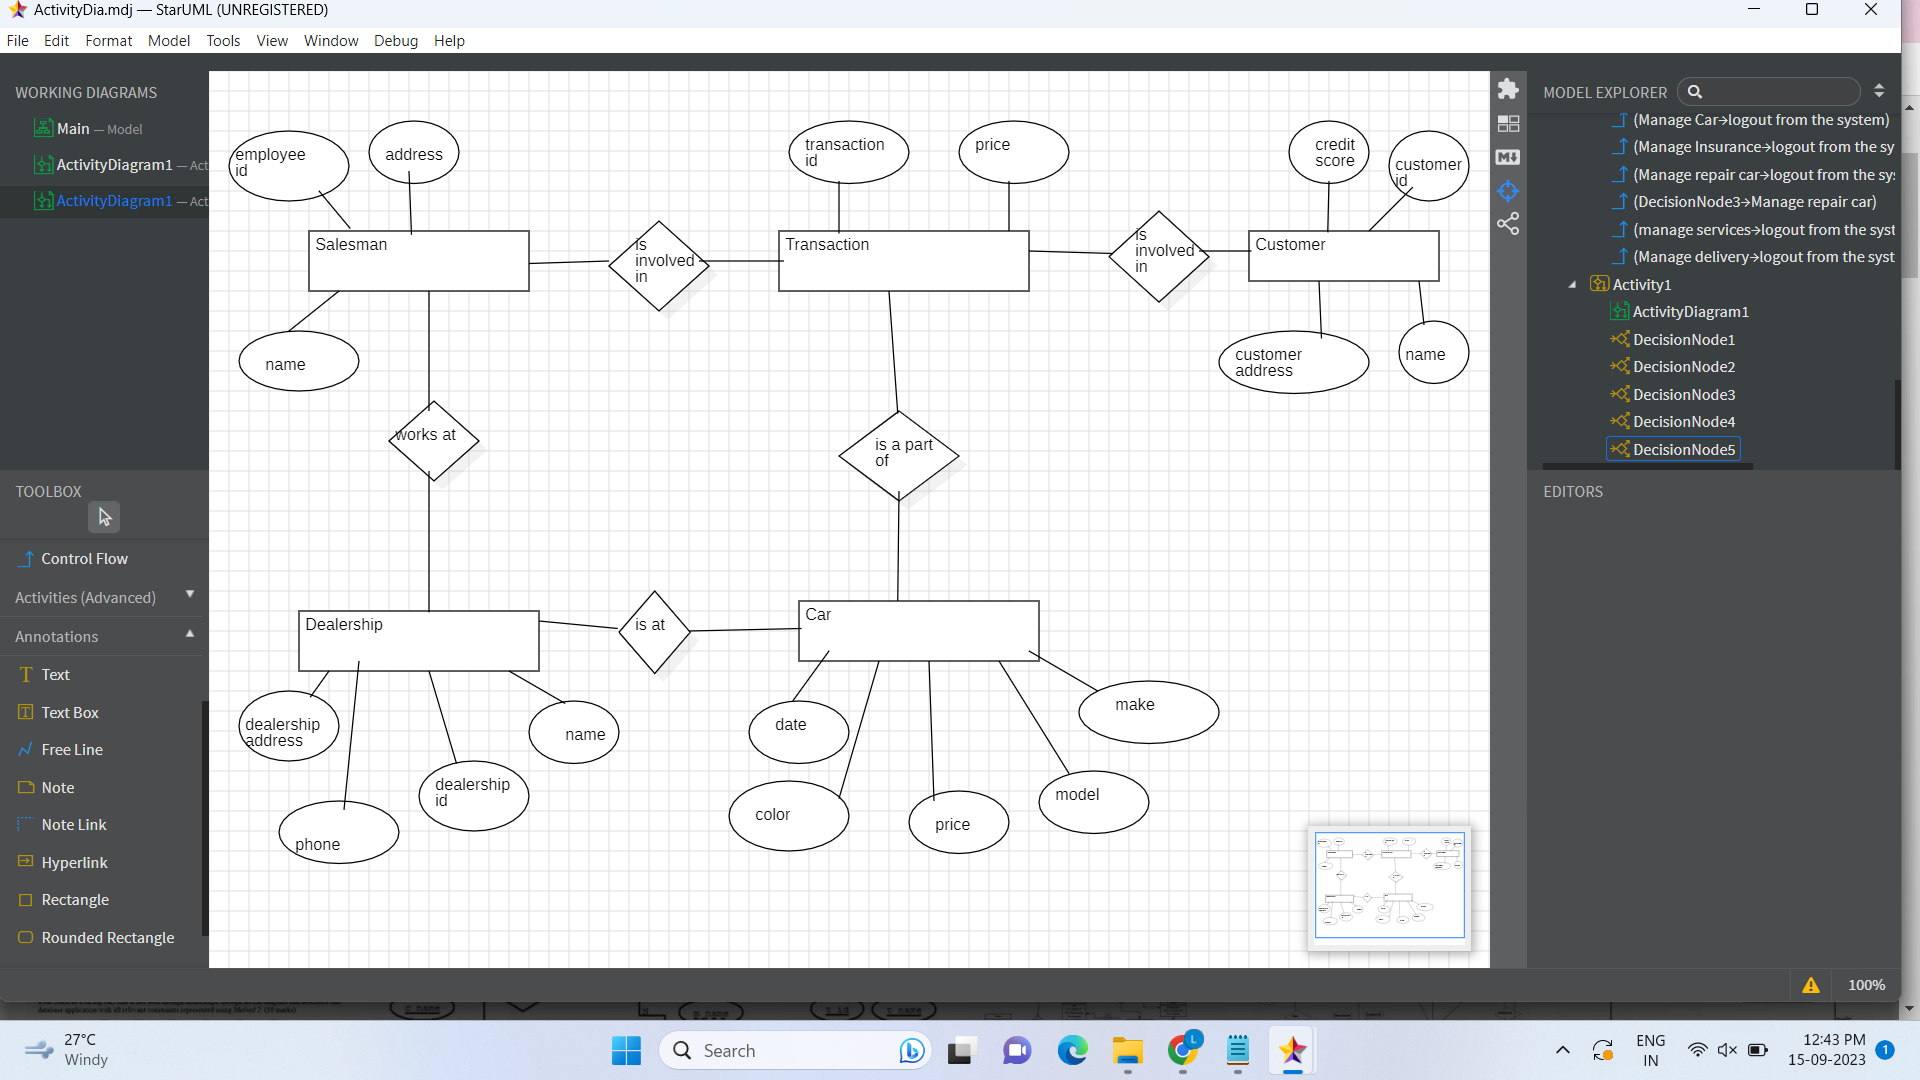 ActivityDia.mdj — StarUML (UNREGISTERED)
File Edit Format Model Tools View Window Debug Help
WORKING DIAGRAMS
Main — Model
ActivityDiagram1 — Act
ActivityDiagram1 — Act
TOOLBOX
Control Flow
Activities (Advanced)
Annotations
Text
Text Box
Free Line
Note
Note Link
Hyperlink
Rectangle
Rounded Rectangle
employee
id
address
Salesman
name
is
involved
in
transaction
id
price
Transaction
is
involved
in
credit
score
customer
id
Customer
customer
address
name
works at
is a part
of
Dealership
is at
Car
dealership
address
phone
dealership
id
name
date
color
price
model
make
MODEL EXPLORER
(Manage Car→logout from the system)
(Manage Insurance→logout from the sy
(Manage repair car→logout from the sys
(DecisionNode3→Manage repair car)
(manage services→logout from the syst
(Manage delivery→logout from the syst
Activity1
ActivityDiagram1
DecisionNode1
DecisionNode2
DecisionNode3
DecisionNode4
DecisionNode5
EDITORS
100%
27°C
Windy
Search
L
ENG
IN
12:43 PM
15-09-2023
1